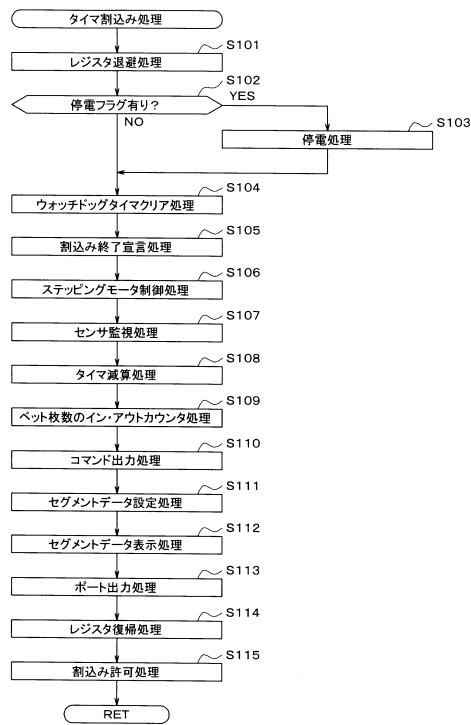 タイマ割込み処理
S101
レジスタ退避処理
S102
停電フラグ有り？
YES
NO
S103
停電処理
S104
ウォッチドッグタイマクリア処理
S105
割込み終了宣言処理
S106
ステッピングモータ制御処理
S107
センサ監視処理
S108
タイマ減算処理
S109
ベット枚数のイン・アウトカウンタ処理
S110
コマンド出力処理
S111
セグメントデータ設定処理
S112
セグメントデータ表示処理
S113
ポート出力処理
S114
レジスタ復帰処理
S115
割込み許可処理
RET